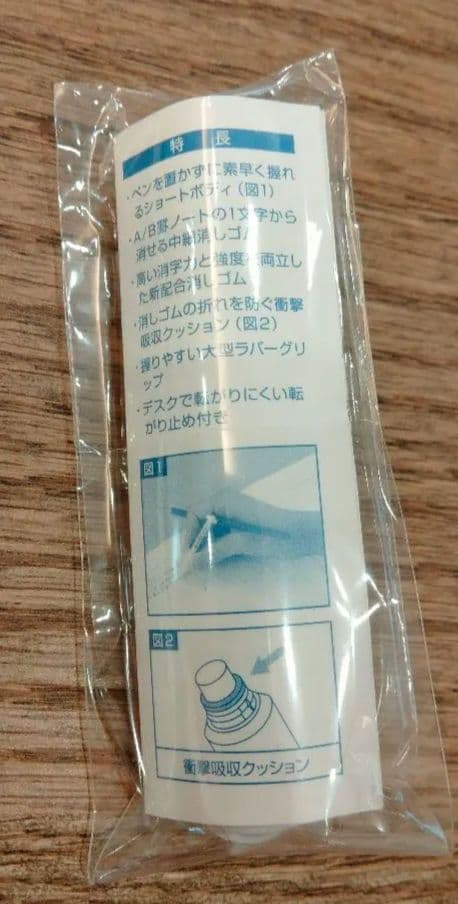 特長
・ペンを置かずに素早く握れ
るショートボディ(図1)
・A/B罫ノートの1文字から
消せる中細消しゴム
・高い消字力と強度を両立し
た新配合消しゴム
・消しゴムの折れを防ぐ衝撃
吸収クッション(図2)
・握りやすい大型ラバーグリ
ップ
・デスクで転がりにくい転
がり止め付き
図1
図2
衝撃吸収クッション